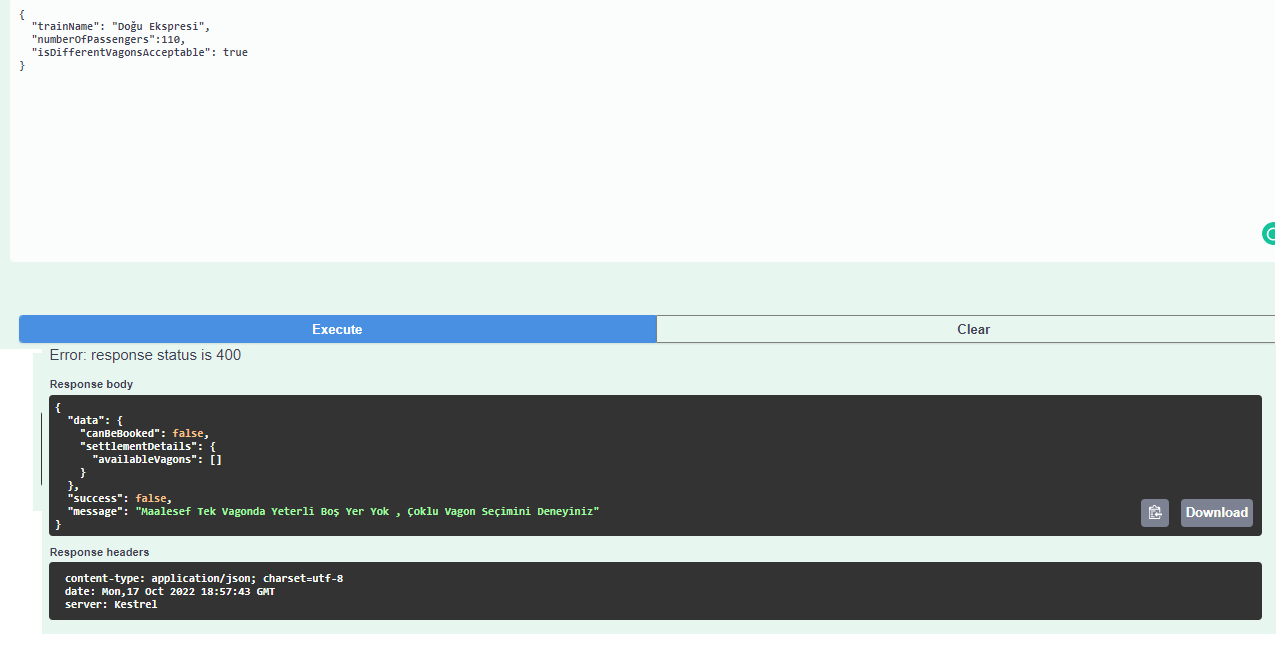 {
  "trainName": "Doğu Ekspresi",
  "numberOfPassengers":110,
  "isDifferentVagonsAcceptable": true
}
Execute
Clear
Error: response status is 400
Response body
{
  "data": {
    "canBeBooked": false,
    "settlementDetails": {
      "availableVagons": []
    }
  },
  "success": false,
  "message": "Maalesef Tek Vagonda Yeterli Boş Yer Yok , Çoklu Vagon Seçimini Deneyiniz"
}
Download
Response headers
content-type: application/json; charset=utf-8
date: Mon,17 Oct 2022 18:57:43 GMT
server: Kestrel